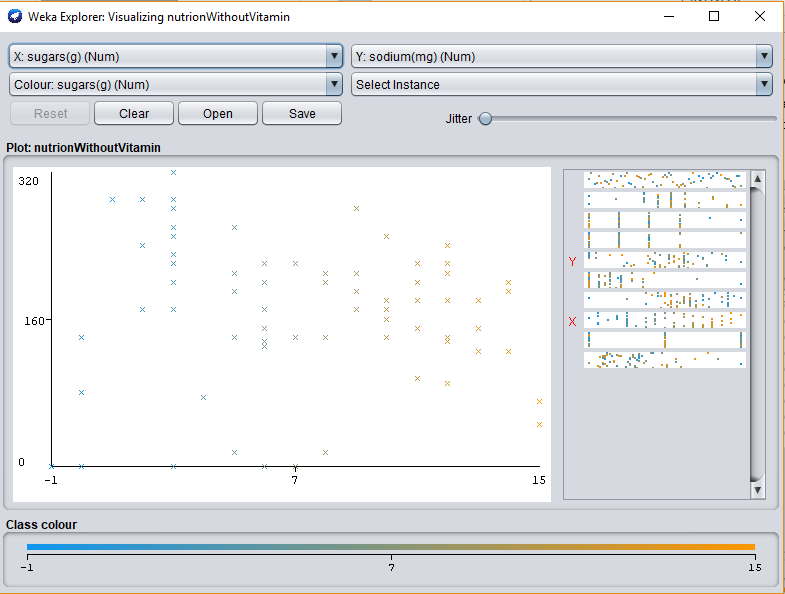 Weka Explorer: Visualizing nutrionWithoutVitamin
X: sugars(g) (Num)
Y: sodium(mg) (Num)
Colour: sugars(g) (Num)
Select Instance
Reset
Clear
Open
Save
Jitter
Plot: nutrionWithoutVitamin
320
160
0
-1
7
15
Y
X
Class colour
-1
7
15